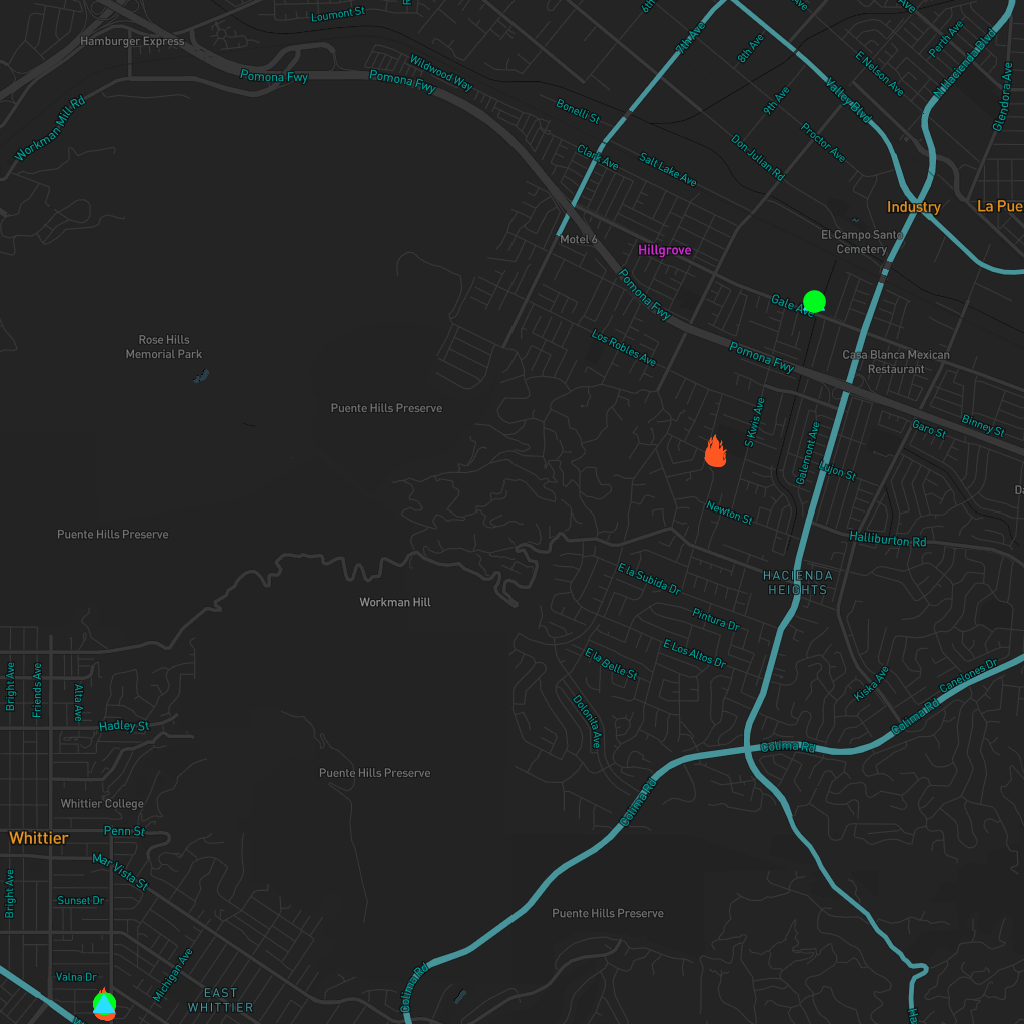 Loumont St
Hamburger Express
Pomona Fwy
Pomona Fwy
Wildwood Way
Workman Mill Rd
Bonelli St
7th Ave
8th Ave
9th Ave
E Nelson Ave
Perth Ave
N Hacienda Blvd
Valley Blvd
Glendora Ave
Proctor Ave
Don Julian Rd
Clark Ave
Salt Lake Ave
Industry
La Pue
El Campo Santo
Cemetery
Motel 6
Hillgrove
Pomona Fwy
Gale Ave
Rose Hills
Memorial Park
Los Robles Ave
Pomona Fwy
Casa Blanca Mexican
Restaurant
Puente Hills Preserve
S Kwis Ave
Galemont Ave
Garo St
Binney St
Lujon St
Da
Newton St
Puente Hills Preserve
Halliburton Rd
E la Subida Dr
HACIENDA
HEIGHTS
Workman Hill
Pintura Dr
E Los Altos Dr
E la Belle St
Bright Ave
Friends Ave
Alta Ave
Kiska Ave
Canelones Dr
Colima Rd
Hadley St
Dolonita Ave
Colima Rd
Puente Hills Preserve
Colima Rd
Whittier College
Whittier
Penn St
Mar Vista St
Bright Ave
Sunset Dr
Puente Hills Preserve
Valna Dr
Michigan Ave
EAST
WHITTIER
Colima Rd
Ha
W